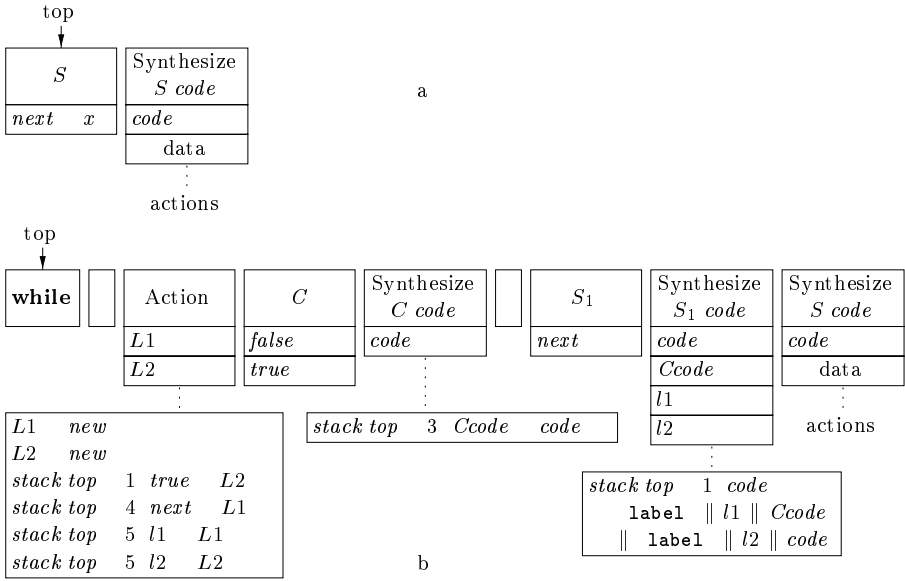 top
S
Synthesize
S code
next x
code
data
actions
a
top
while
Action
C
Synthesize
C code
S1
Synthesize
S1 code
Synthesize
S code
L1
false
code
next
code
code
L2
true
Ccode
data
l1
l2
actions
L1 new
L2 new
stack top 1 true L2
stack top 4 next L1
stack top 5 l1 L1
stack top 5 l2 L2
stack top 3 Ccode code
stack top 1 code
label || l1 || Ccode
|| label || l2 || code
b